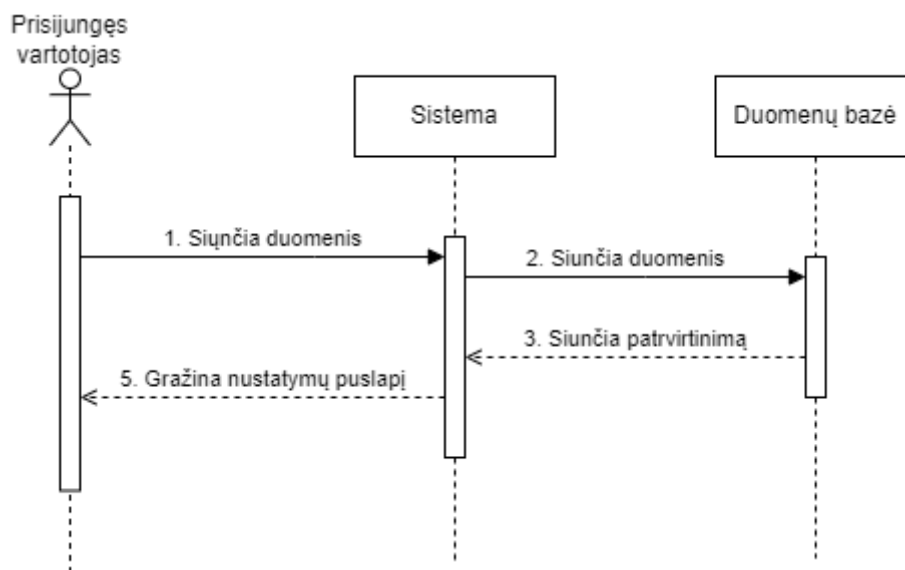 Prisijungęs
vartotojas
Sistema
Duomenų bazė
1. Siųnčia duomenis
2. Siunčia duomenis
3. Siunčia patrvirtinimą
5. Gražina nustatymų puslapį